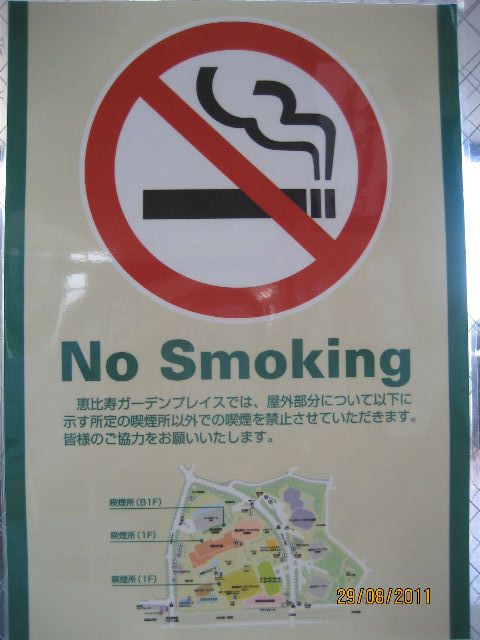 No Smoking
恵比寿ガーデンプレイスでは、屋外部分について以下に
示す所定の喫煙所以外での喫煙を禁止させていただきます。
皆様のご協力をお願いいたします。
喫煙所(B1F)
喫煙所(1F)
喫煙所(1F)
29/08/2011